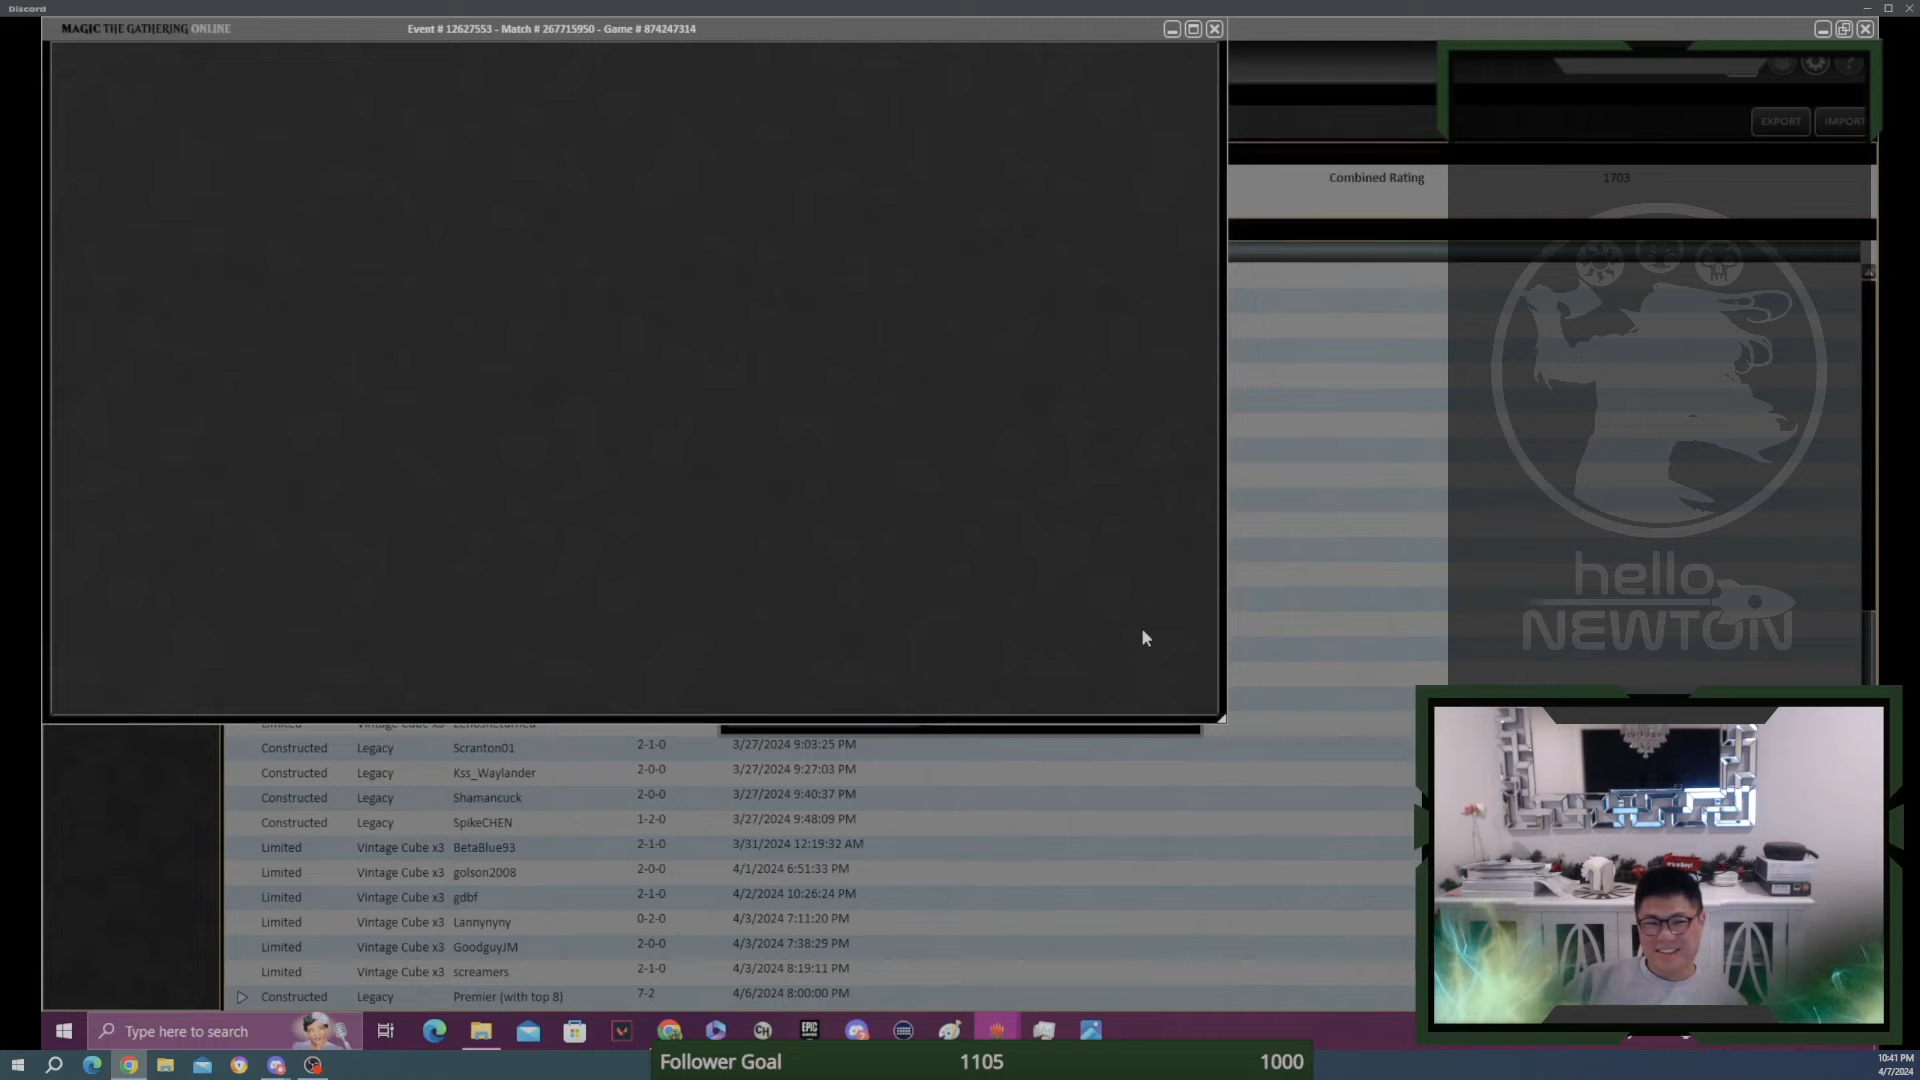 Discord
MAGIC THE GATHERING ONLINE
Event # 12627553 - Match # 267715950 - Game # 874247314
EXPORT
IMPORT
Combined Rating 1703
hello
NEWTON
Constructed Legacy Scranton01 2-1-0 3/27/2024 9:03:25 PM
Constructed Legacy Kss_Waylander 2-0-0 3/27/2024 9:27:03 PM
Constructed Legacy Shamancuck 2-0-0 3/27/2024 9:40:37 PM
Constructed Legacy SpikeCHEN 1-2-0 3/27/2024 9:48:09 PM
Limited Vintage Cube x3 BetaBlue93 2-1-0 3/31/2024 12:19:32 AM
Limited Vintage Cube x3 golson2008 2-0-0 4/1/2024 6:51:33 PM
Limited Vintage Cube x3 gdbf 2-1-0 4/2/2024 10:26:24 PM
Limited Vintage Cube x3 Lannynyny 0-2-0 4/3/2024 7:11:20 PM
Limited Vintage Cube x3 GoodguyJM 2-0-0 4/3/2024 7:38:29 PM
Limited Vintage Cube x3 screamers 2-1-0 4/3/2024 8:19:11 PM
Constructed Legacy Premier (with top 8) 7-2 4/6/2024 8:00:00 PM
Type here to search
CH
EPIC
GAMES
Follower Goal 1105 1000
10:41 PM
4/7/2024